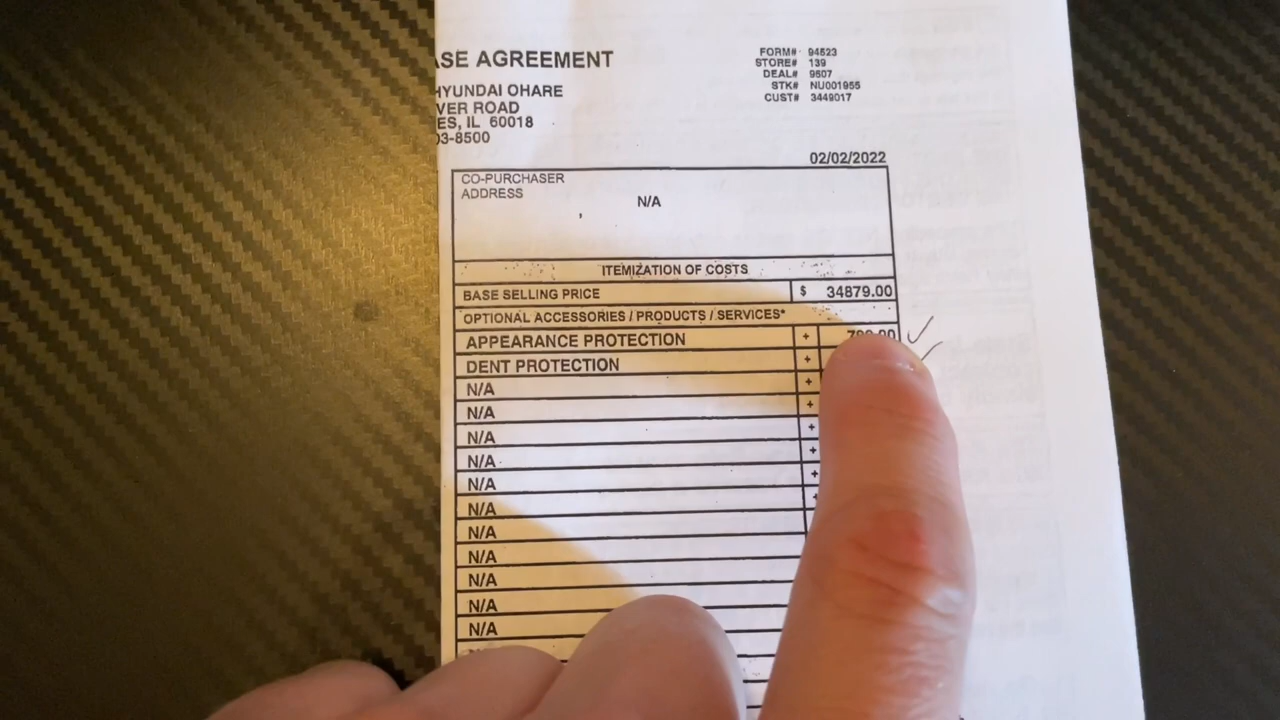 ASE AGREEMENT
HYUNDAI OHARE
VER ROAD
ES, IL 60018
03-8500
FORM# 94523
STORE# 139
DEAL# 9507
STK# NU001955
CUST# 3449017
02/02/2022
CO-PURCHASER
ADDRESS
N/A
,
ITEMIZATION OF COSTS
BASE SELLING PRICE $ 34879.00
OPTIONAL ACCESSORIES / PRODUCTS / SERVICES*
APPEARANCE PROTECTION +
DENT PROTECTION +
N/A +
N/A +
N/A +
N/A +
N/A +
N/A +
N/A
N/A
N/A
N/A
N/A